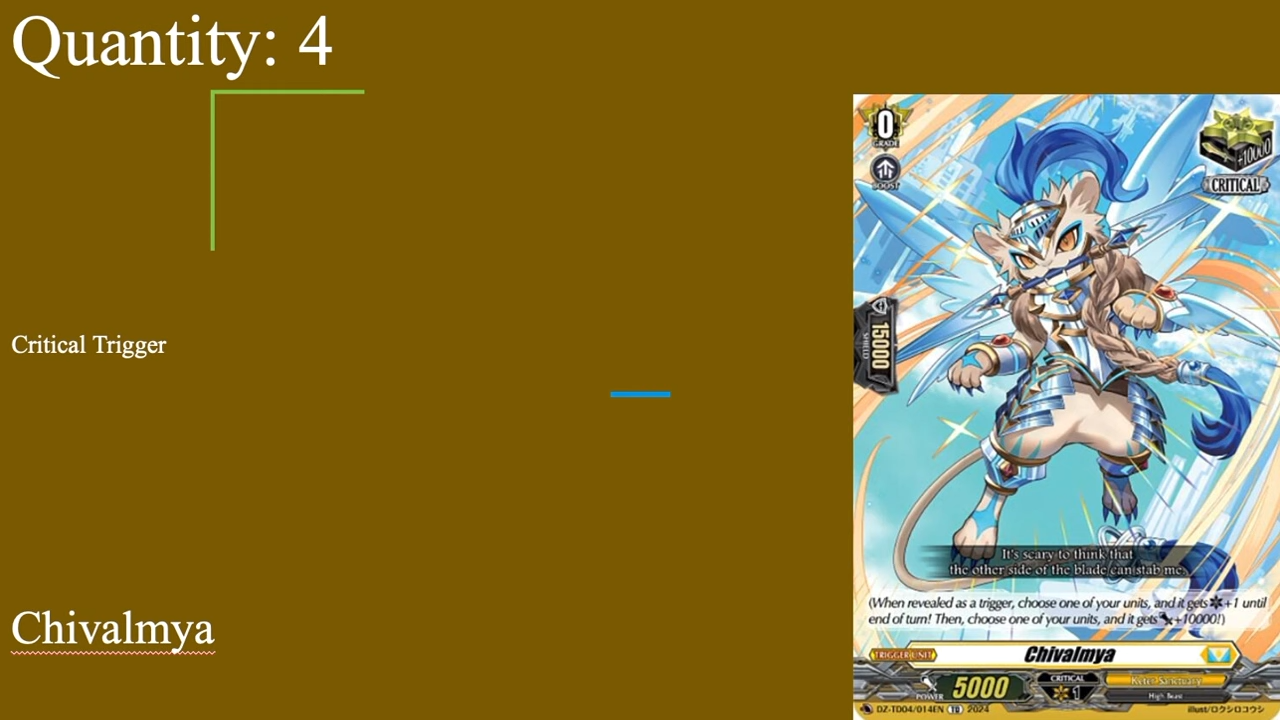 Quantity: 4
Critical Trigger
Chivalmya
0
GRADE
BOOST
+10000
CRITICAL
15000
SHIELD
It's scary to think that
the other side of the blade can stab me.
(When revealed as a trigger, choose one of your units, and it gets +1 until
end of turn! Then, choose one of your units, and it gets +10000!)
TRIGGER UNIT
Chivalmya
POWER 5000
CRITICAL
1
Keter Sanctuary
High Beast
DZ-TD04/014EN TD 2024
illust/ロクシロコウシ